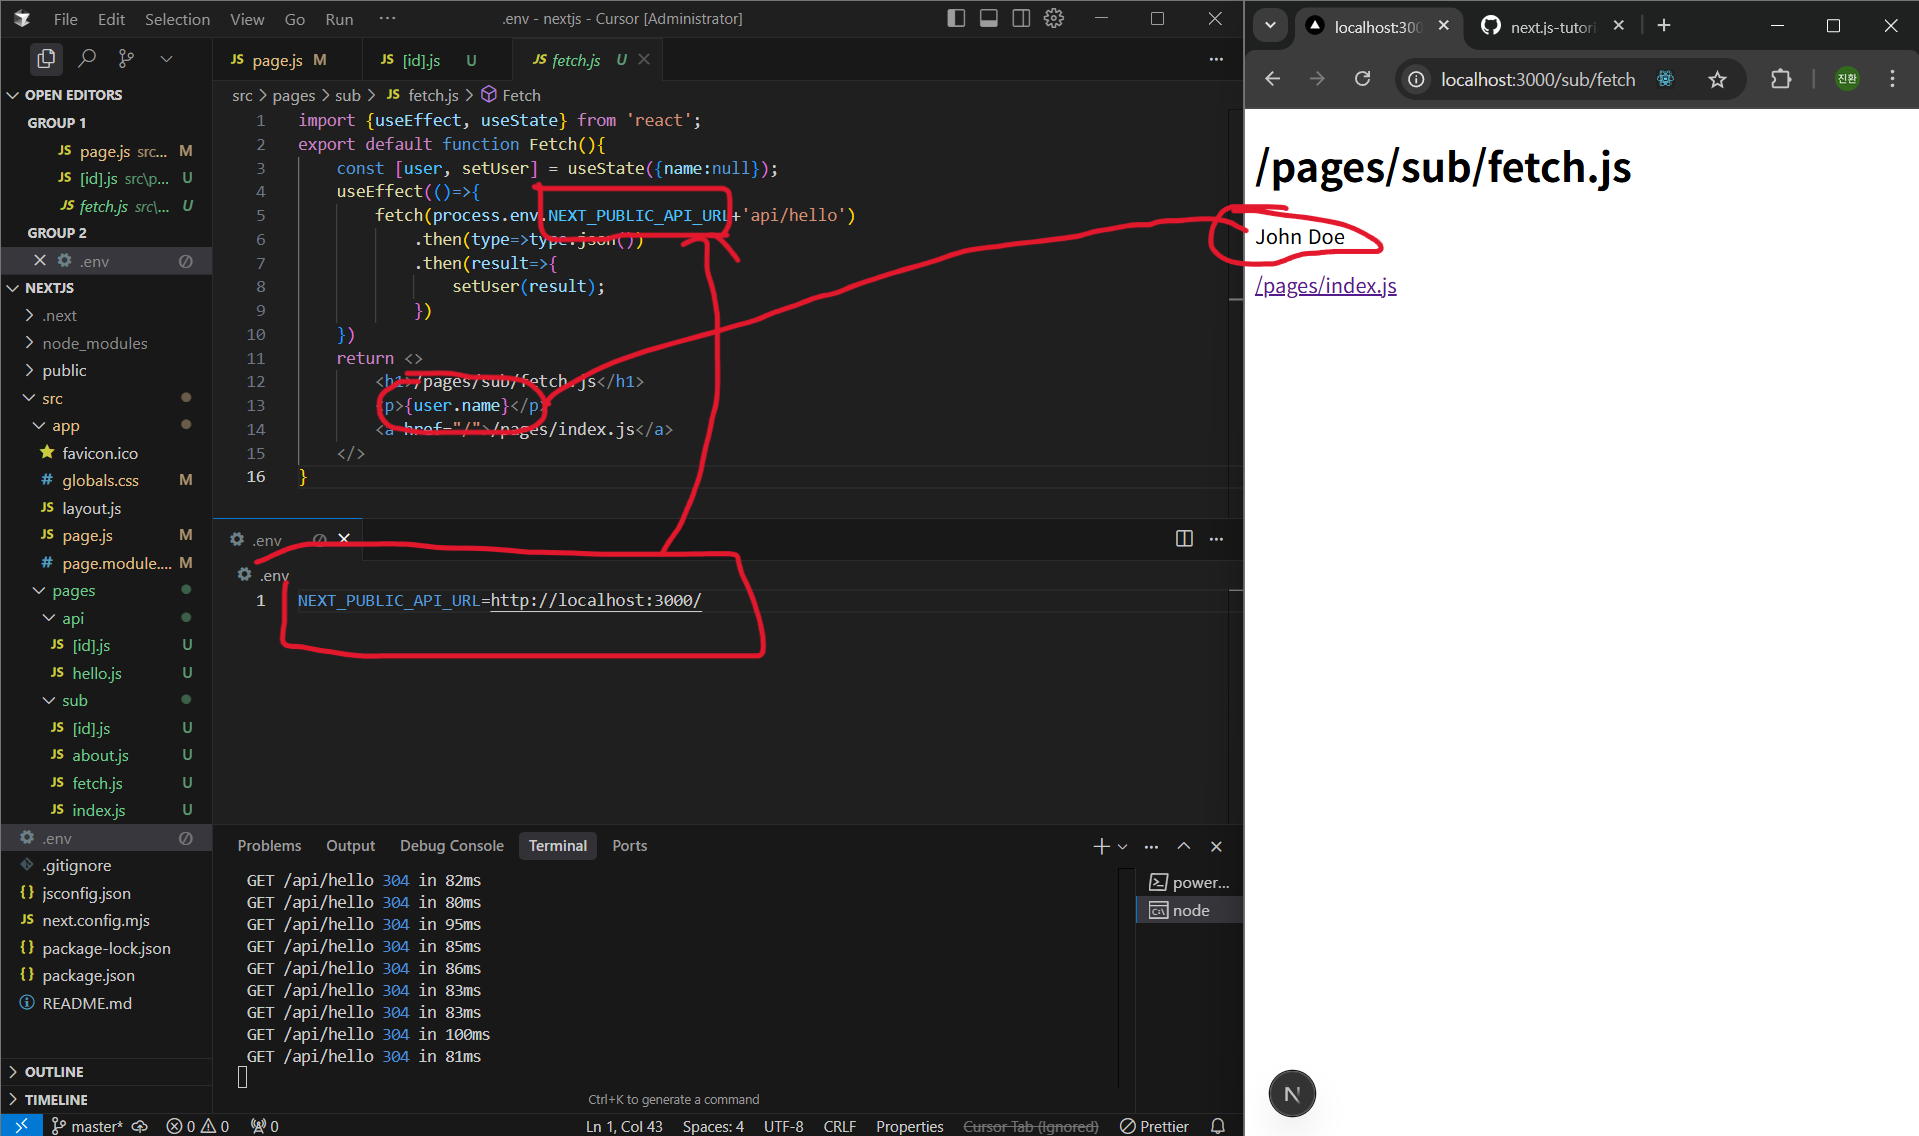 File Edit Selection View Go Run ··· .env - nextjs - Cursor [Administrator]
OPEN EDITORS
GROUP 1
JS page.js src... M
JS [id].js src\p... U
JS fetch.js src\... U
GROUP 2
.env
NEXTJS
.next
node_modules
public
src
app
favicon.ico
# globals.css M
JS layout.js
JS page.js M
# page.module.... M
pages
api
JS [id].js U
JS hello.js U
sub
JS [id].js U
JS about.js U
JS fetch.js U
JS index.js U
.env
.gitignore
{} jsconfig.json
JS next.config.mjs
{} package-lock.json
{} package.json
README.md
OUTLINE
TIMELINE
JS page.js M JS [id].js U JS fetch.js U
src > pages > sub > JS fetch.js > Fetch
1 import {useEffect, useState} from 'react';
2 export default function Fetch(){
3 const [user, setUser] = useState({name:null});
4 useEffect(()=>{
5 fetch(process.env.NEXT_PUBLIC_API_URL+'api/hello')
6 .then(type=>type.json())
7 .then(result=>{
8 setUser(result);
9 })
10 })
11 return <>
12 <h1>/pages/sub/fetch.js</h1>
13 <p>{user.name}</p>
14 <a href="/">/pages/index.js</a>
15 </>
16 }
.env
.env
1 NEXT_PUBLIC_API_URL=http://localhost:3000/
Problems Output Debug Console Terminal Ports
GET /api/hello 304 in 82ms
GET /api/hello 304 in 80ms
GET /api/hello 304 in 95ms
GET /api/hello 304 in 85ms
GET /api/hello 304 in 86ms
GET /api/hello 304 in 83ms
GET /api/hello 304 in 83ms
GET /api/hello 304 in 100ms
GET /api/hello 304 in 81ms
power...
node
Ctrl+K to generate a command
master* 0 0 0 Ln 1, Col 43 Spaces: 4 UTF-8 CRLF Properties Cursor Tab (Ignored) Prettier
localhost:300 next.js-tutori
localhost:3000/sub/fetch 진환
/pages/sub/fetch.js
John Doe
/pages/index.js
N